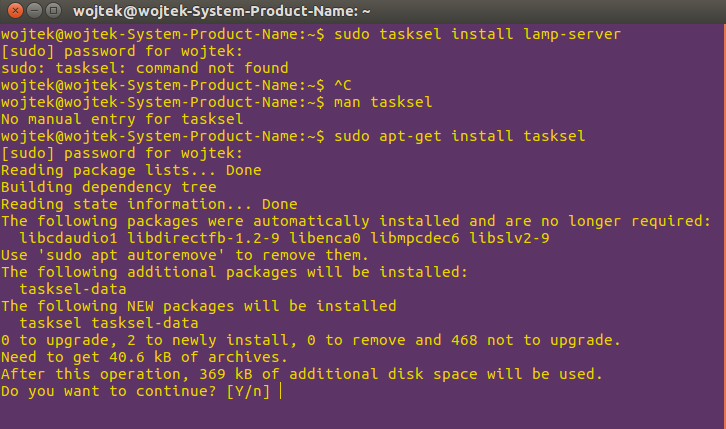 wojtek@wojtek-System-Product-Name: ~
wojtek@wojtek-System-Product-Name:~$ sudo tasksel install lamp-server
[sudo] password for wojtek:
sudo: tasksel: command not found
wojtek@wojtek-System-Product-Name:~$ ^C
wojtek@wojtek-System-Product-Name:~$ man tasksel
No manual entry for tasksel
wojtek@wojtek-System-Product-Name:~$ sudo apt-get install tasksel
[sudo] password for wojtek:
Reading package lists... Done
Building dependency tree
Reading state information... Done
The following packages were automatically installed and are no longer required:
  libcdaudio1 libdirectfb-1.2-9 libenca0 libmpcdec6 libslv2-9
Use 'sudo apt autoremove' to remove them.
The following additional packages will be installed:
  tasksel-data
The following NEW packages will be installed
  tasksel tasksel-data
0 to upgrade, 2 to newly install, 0 to remove and 468 not to upgrade.
Need to get 40.6 kB of archives.
After this operation, 369 kB of additional disk space will be used.
Do you want to continue? [Y/n]